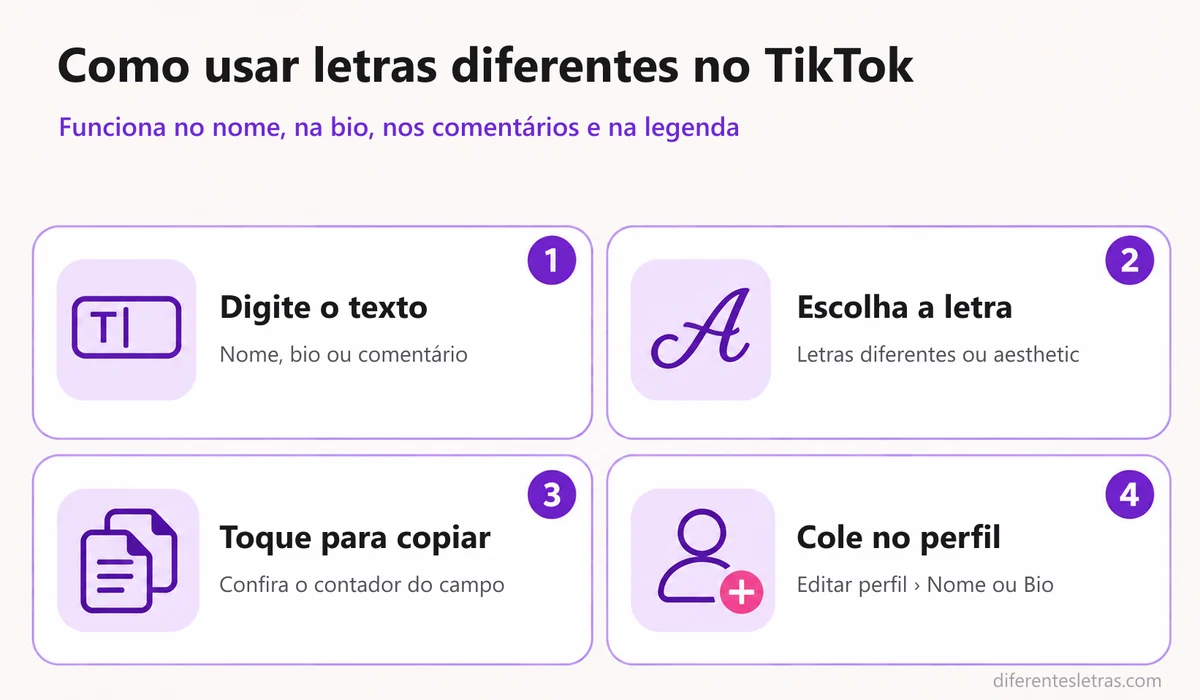 Como usar letras diferentes no TikTok
Funciona no nome, na bio, nos comentários e na legenda
1
T
Digite o texto
Nome, bio ou comentário
2
A
Escolha a letra
Letras diferentes ou aesthetic
3
Toque para copiar
Confira o contador do campo
4
Cole no perfil
Editar perfil › Nome ou Bio
diferentesletras.com